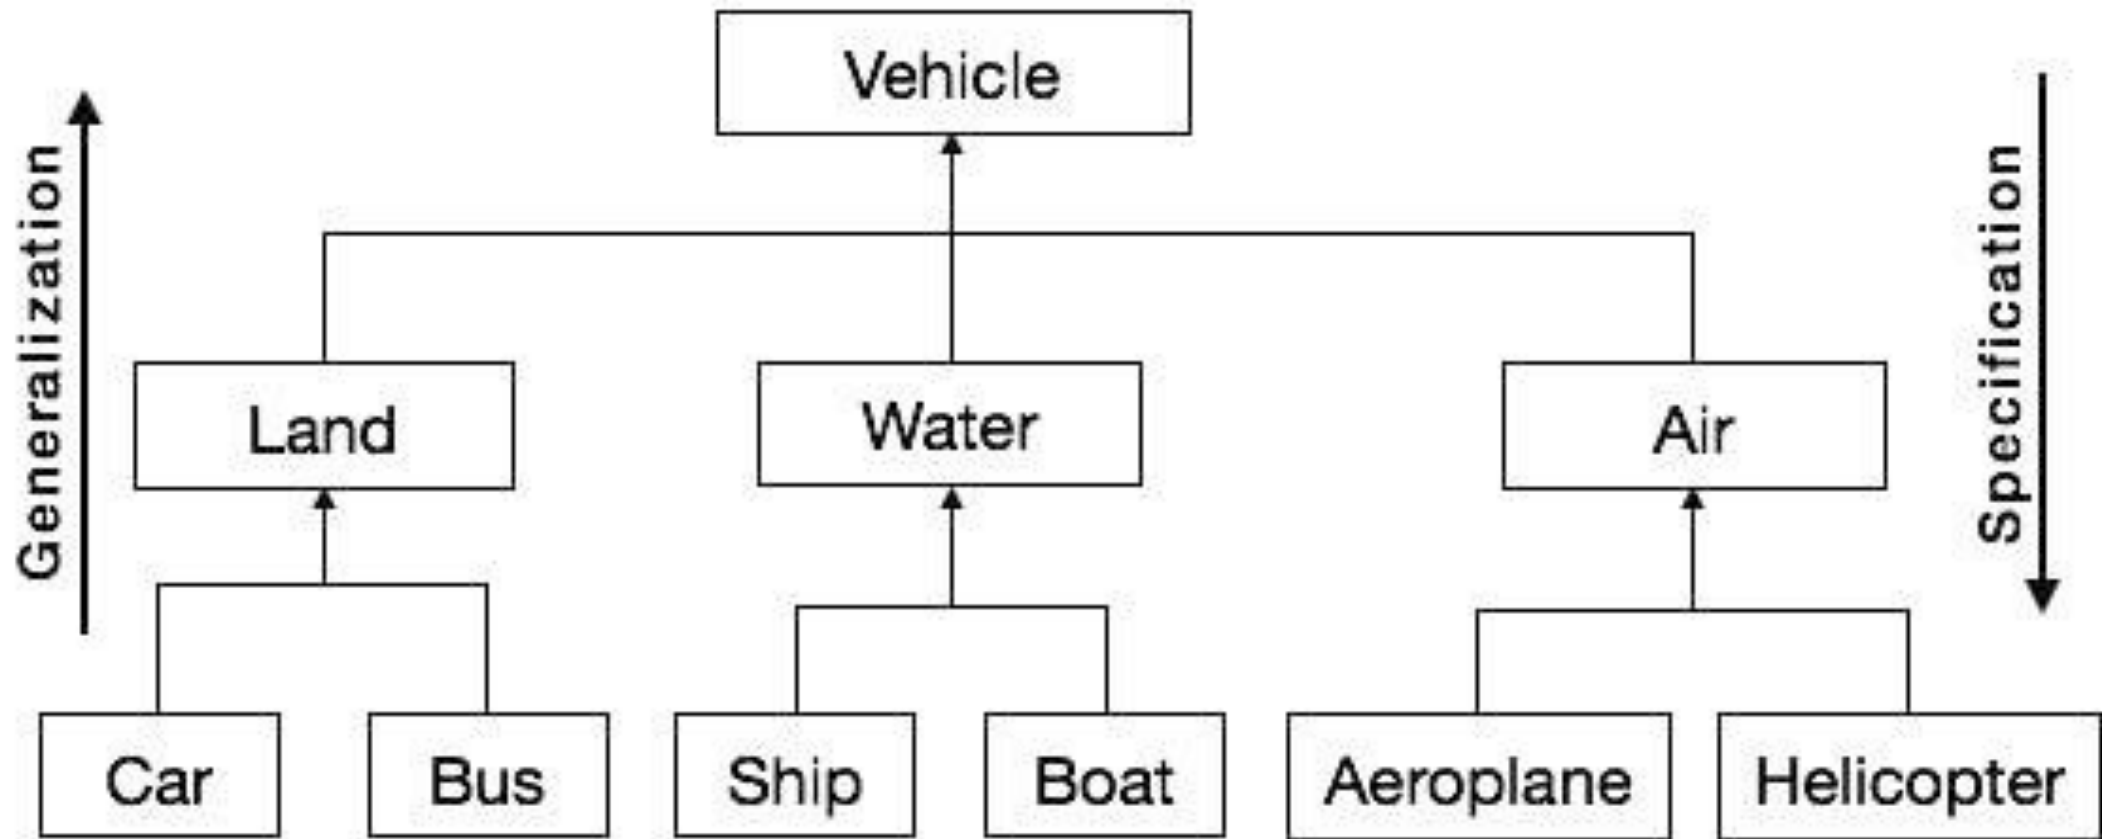 Vehicle
Generalization
Specification
Land
Water
Air
Car
Bus
Ship
Boat
Aeroplane
Helicopter